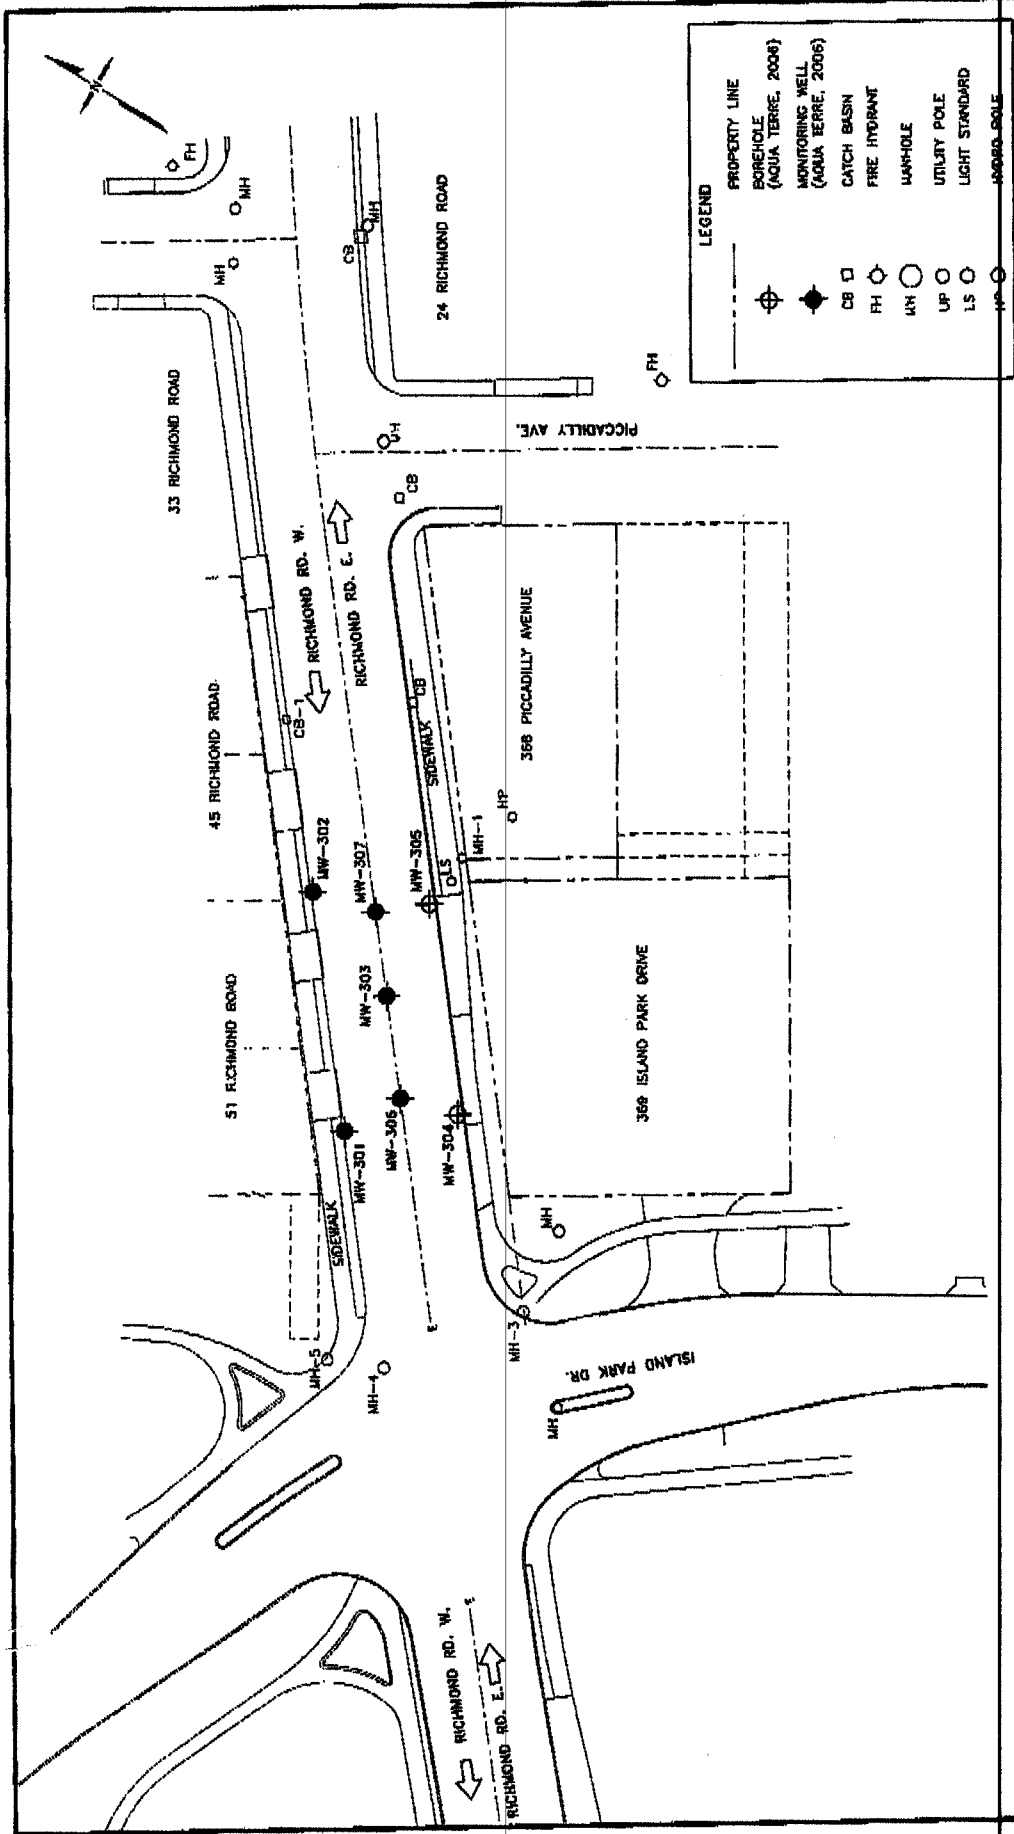 N
FH
MH
MH
CB
MH
33 RICHMOND ROAD
24 RICHMOND ROAD
FH
PICCADILLY AVE.
CB
RICHMOND RD. W.
RICHMOND RD. E.
45 RICHMOND ROAD
CB-1
CB
SIDEWALK
368 PICCADILLY AVENUE
HP
MH-1
LS
MW-302
MW-307
MW-305
MW-303
51 RICHMOND ROAD
369 ISLAND PARK DRIVE
MW-301
MW-306
MW-304
SIDEWALK
MH
E
MH-3
MH-5
MH-4
ISLAND PARK DR.
MH
RICHMOND RD. W.
RICHMOND RD. E.
LEGEND
PROPERTY LINE
BOREHOLE
(AQUA TERRE, 2006)
MONITORING WELL
(AQUA TERRE, 2006)
CB CATCH BASIN
FH FIRE HYDRANT
MH MANHOLE
UP UTILITY POLE
LS LIGHT STANDARD
HP HYDRO POLE